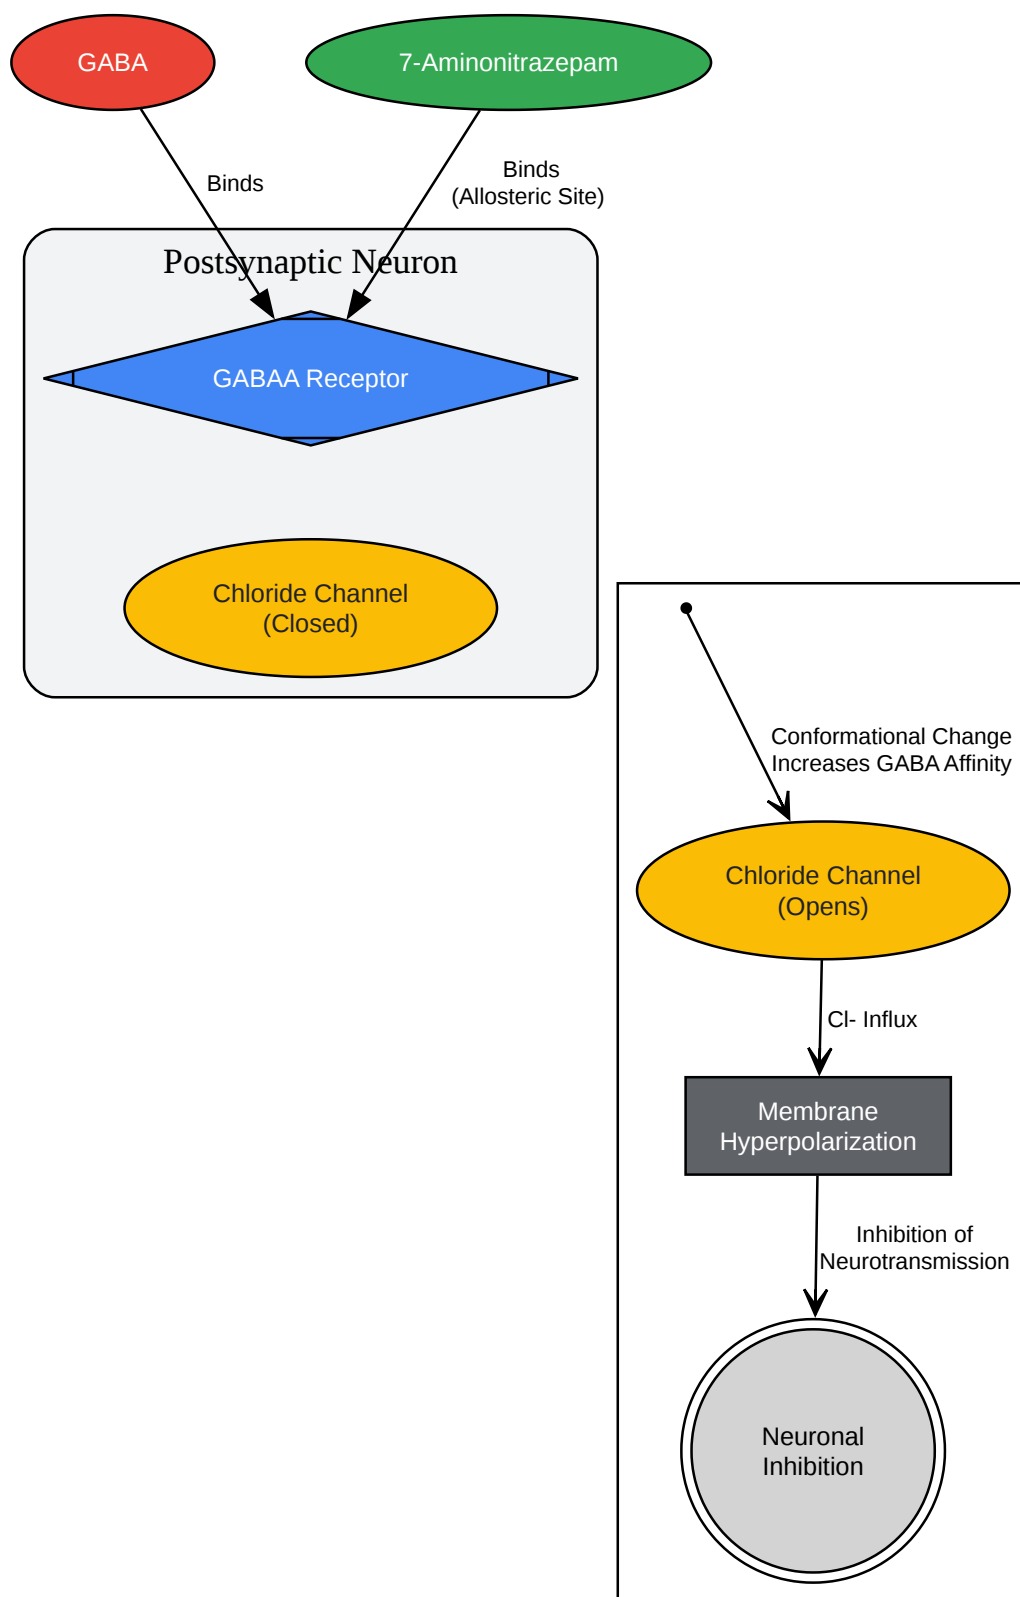 GABA
7-Aminonitrazepam
Binds
Binds
(Allosteric Site)
Postsynaptic Neuron
GABAA Receptor
Chloride Channel
(Closed)
Conformational Change
Increases GABA Affinity
Chloride Channel
(Opens)
Cl- Influx
Membrane
Hyperpolarization
Inhibition of
Neurotransmission
Neuronal
Inhibition